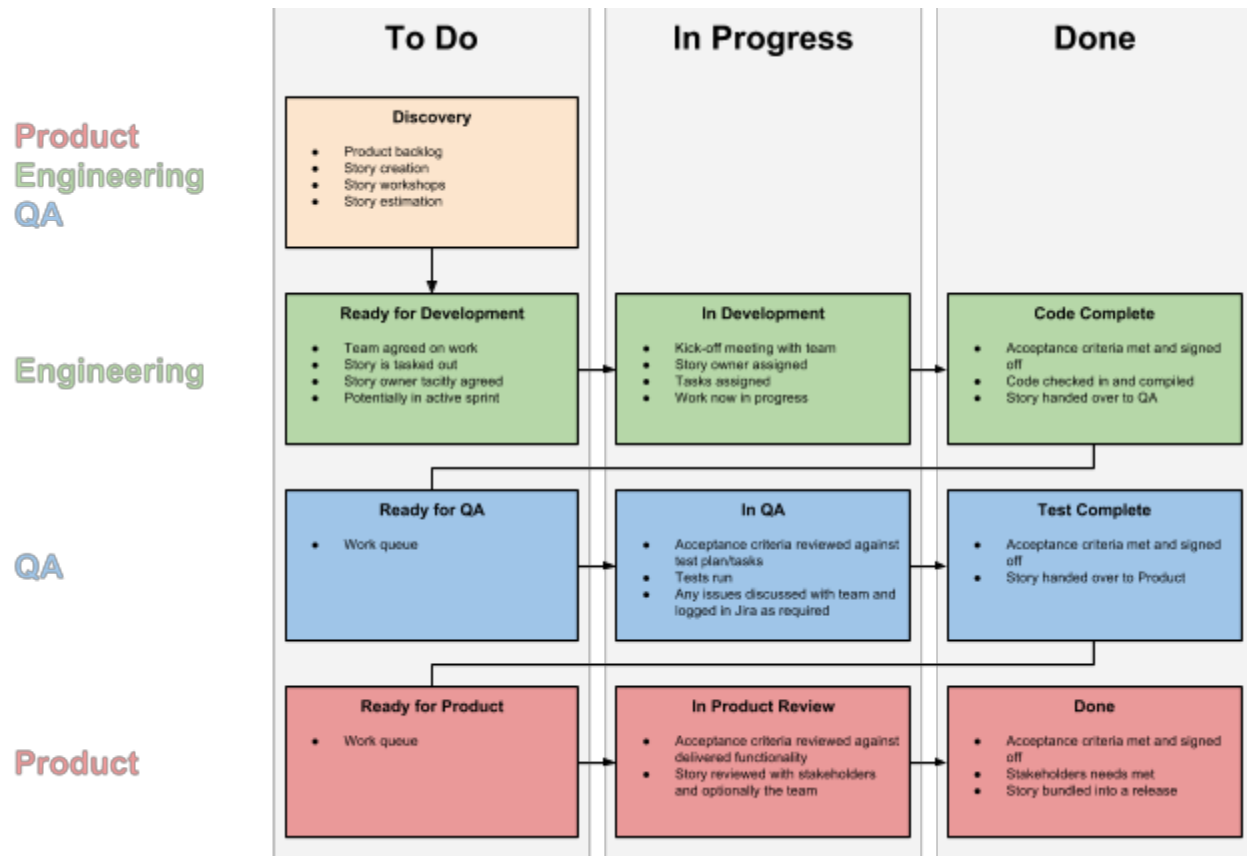 To Do
In Progress
Done
Product
Engineering
QA
Discovery
● Product backlog
● Story creation
● Story workshops
● Story estimation
Engineering
Ready for Development
● Team agreed on work
● Story is tasked out
● Story owner tacitly agreed
● Potentially in active sprint
In Development
● Kick-off meeting with team
● Story owner assigned
● Tasks assigned
● Work now in progress
Code Complete
● Acceptance criteria met and signed
off
● Code checked in and compiled
● Story handed over to QA
QA
Ready for QA
● Work queue
In QA
● Acceptance criteria reviewed against
test plan/tasks
● Tests run
● Any issues discussed with team and
logged in Jira as required
Test Complete
● Acceptance criteria met and signed
off
● Story handed over to Product
Product
Ready for Product
● Work queue
In Product Review
● Acceptance criteria reviewed against
delivered functionality
● Story reviewed with stakeholders
and optionally the team
Done
● Acceptance criteria met and signed
off
● Stakeholders needs met
● Story bundled into a release